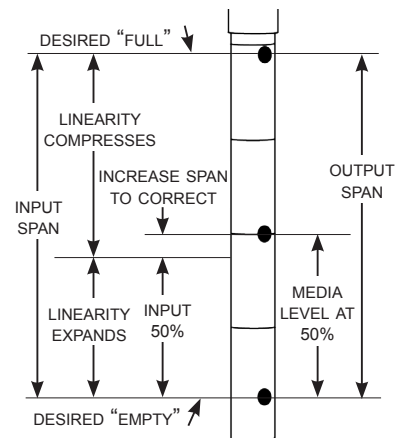 DESIRED "FULL"
LINEARITY
COMPRESSES
INCREASE SPAN
TO CORRECT
INPUT
SPAN
OUTPUT
SPAN
LINEARITY
EXPANDS
INPUT
50%
MEDIA
LEVEL AT
50%
DESIRED "EMPTY"